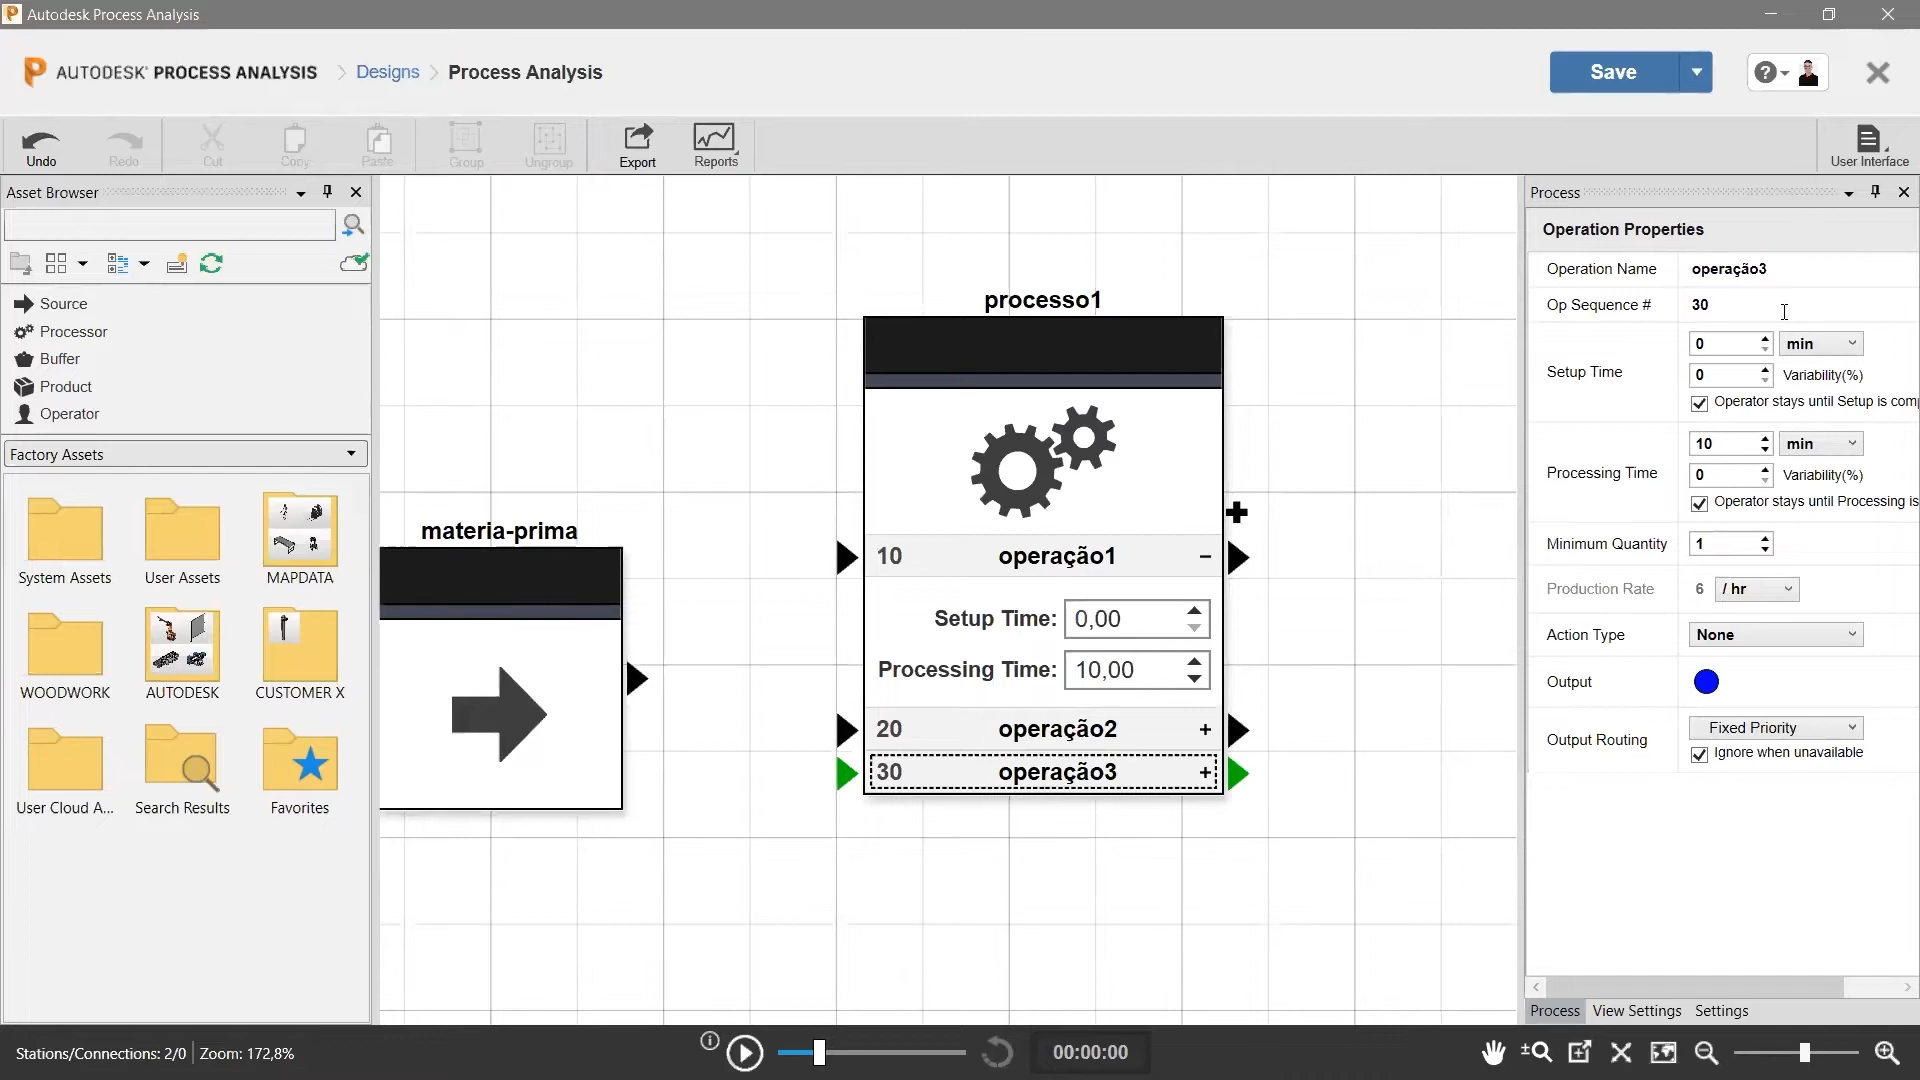 Autodesk Process Analysis
AUTODESK® PROCESS ANALYSIS
Designs
Process Analysis
Save
Undo
Redo
Cut
Copy
Paste
Group
Ungroup
Export
Reports
User Interface
Asset Browser
Source
Processor
Buffer
Product
Operator
Factory Assets
System Assets
User Assets
MAPDATA
WOODWORK
AUTODESK
CUSTOMER X
User Cloud A...
Search Results
Favorites
materia-prima
processo1
10 operação1 −
Setup Time: 0,00
Processing Time: 10,00
20 operação2 +
30 operação3 +
Process
Operation Properties
Operation Name operação3
Op Sequence # 30
Setup Time
0 min
0 Variability(%)
Operator stays until Setup is com
Processing Time
10 min
0 Variability(%)
Operator stays until Processing is
Minimum Quantity 1
Production Rate 6 / hr
Action Type None
Output
Output Routing
Fixed Priority
Ignore when unavailable
Process View Settings Settings
Stations/Connections: 2/0 Zoom: 172,8%
00:00:00